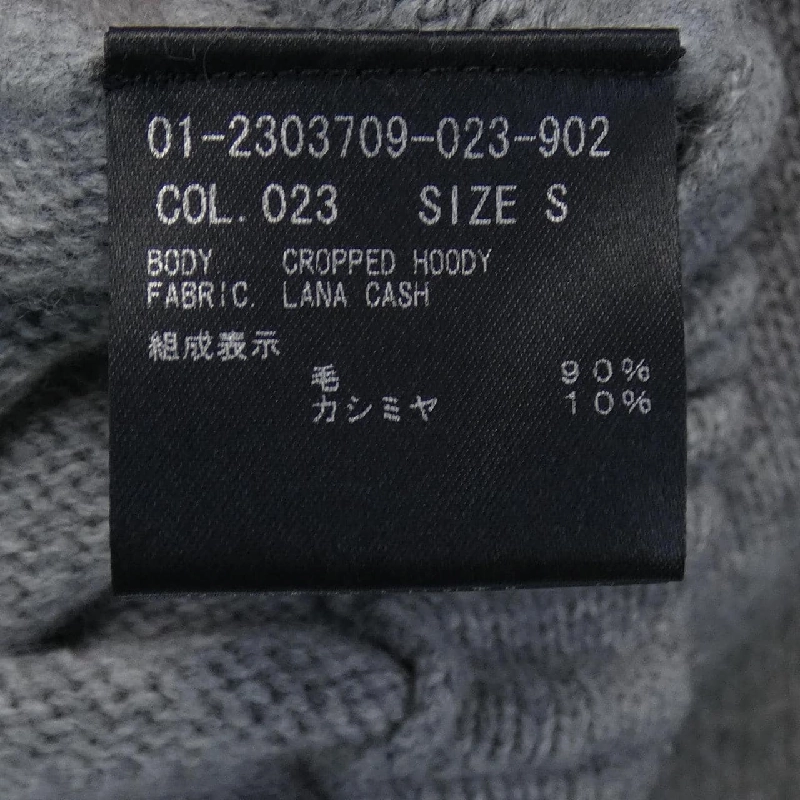 01-2303709-023-902
COL. 023 SIZE S
BODY CROPPED HOODY
FABRIC. LANA CASH
組成表示
毛 90%
カシミヤ 10%